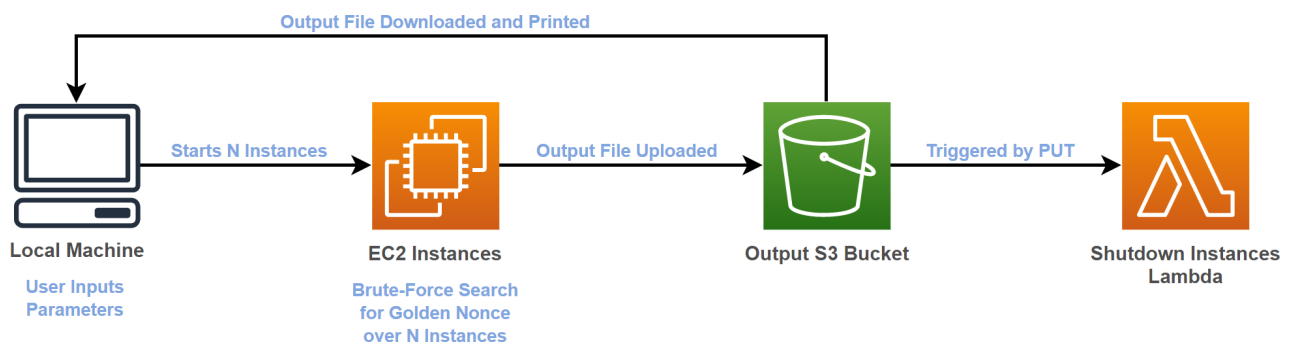 Output File Downloaded and Printed
Starts N Instances
Output File Uploaded
Triggered by PUT
Local Machine
User Inputs
Parameters
EC2 Instances
Brute-Force Search
for Golden Nonce
over N Instances
Output S3 Bucket
Shutdown Instances
Lambda